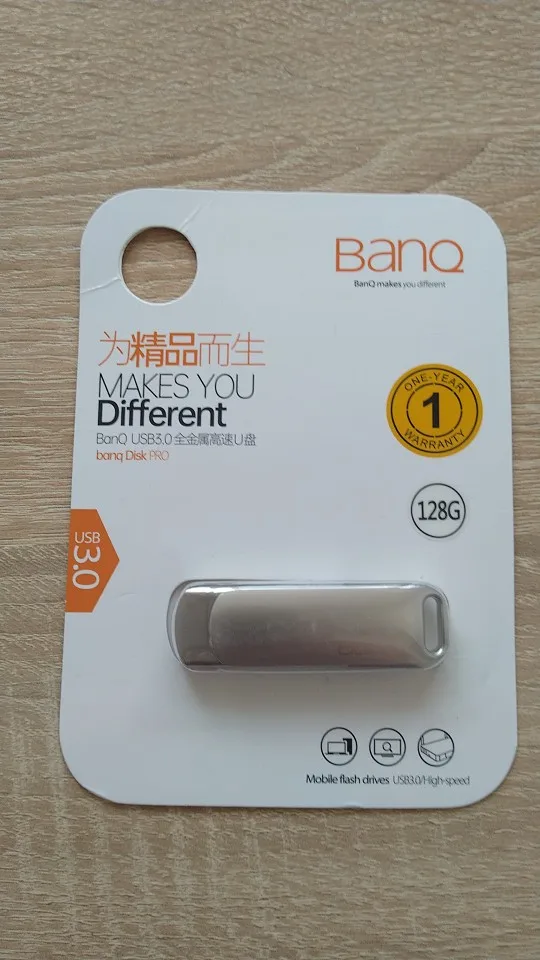 BanQ
BanQ makes you different
为精品而生
MAKES YOU
Different
BanQ USB3.0全金属高速U盘
banq Disk PRO
ONE-YEAR
1
WARRANTY
128G
USB
3.0
Mobile flash drives USB3.0/High-speed